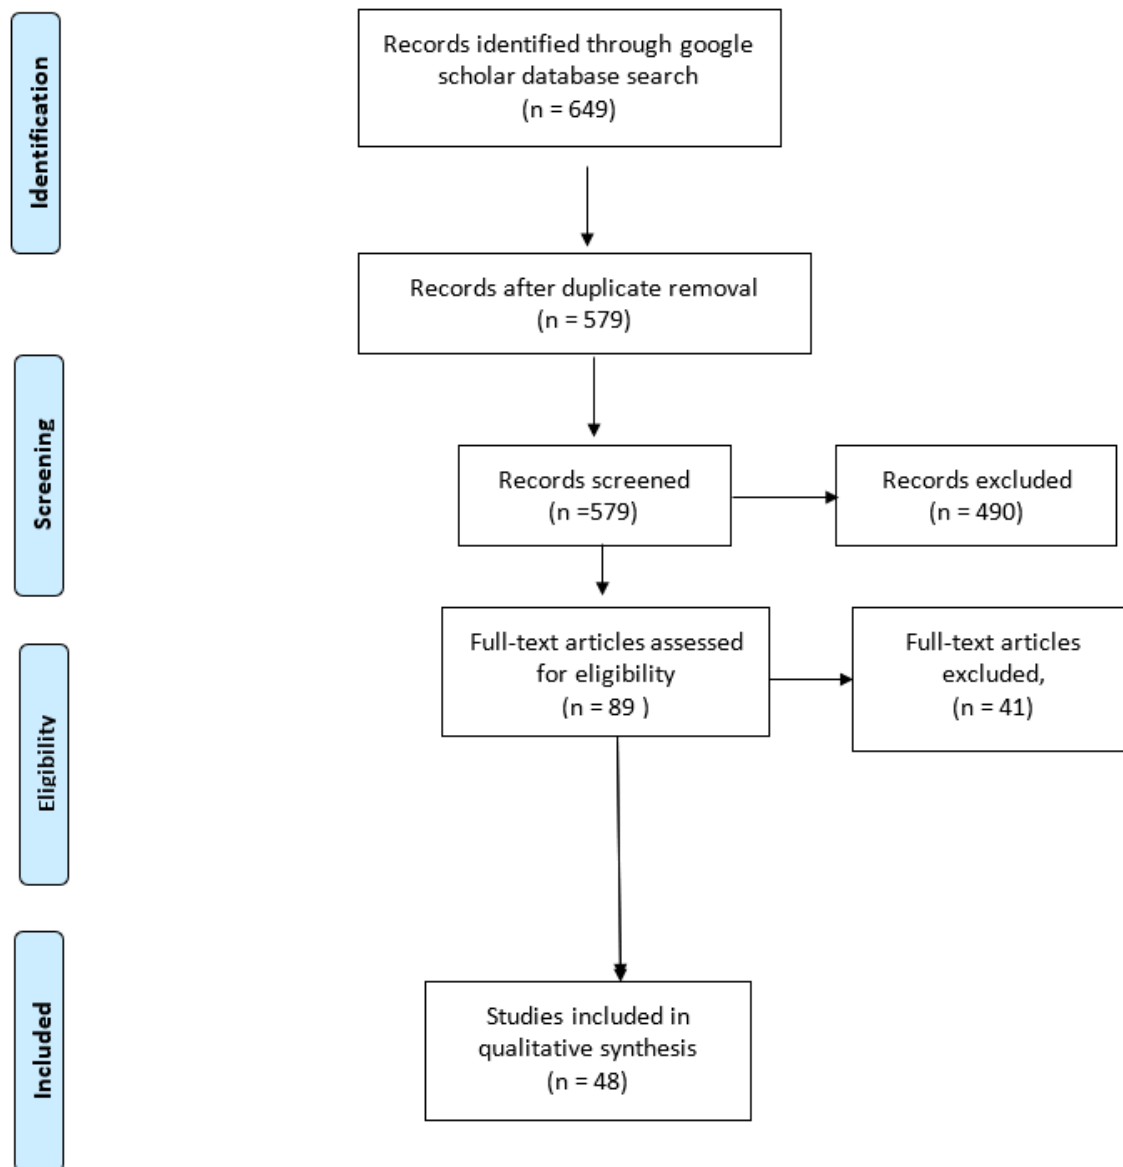 Identification
Records identified through google
scholar database search
(n = 649)
Records after duplicate removal
(n = 579)
Screening
Records screened
(n =579)
Records excluded
(n = 490)
Eligibility
Full-text articles assessed
for eligibility
(n = 89 )
Full-text articles
excluded,
(n = 41)
Included
Studies included in
qualitative synthesis
(n = 48)